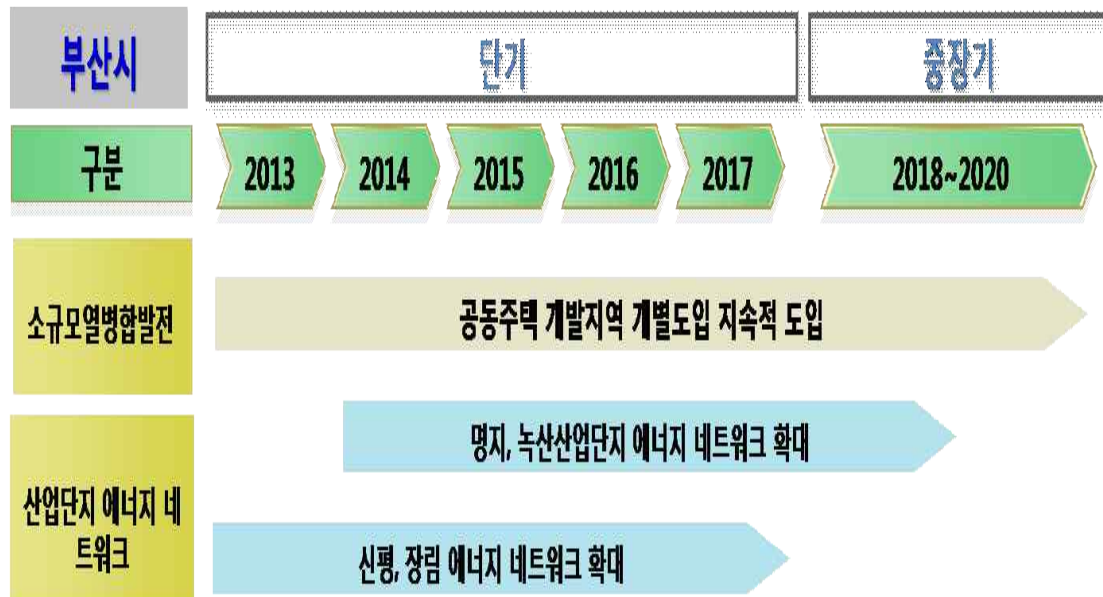 부산시
단기
중장기
구분
2013
2014
2015
2016
2017
2018~2020
소규모열병합발전
공동주택 개발지역 개별도입 지속적 도입
산업단지 에너지 네
트워크
명지, 녹산산업단지 에너지 네트워크 확대
신평, 장림 에너지 네트워크 확대